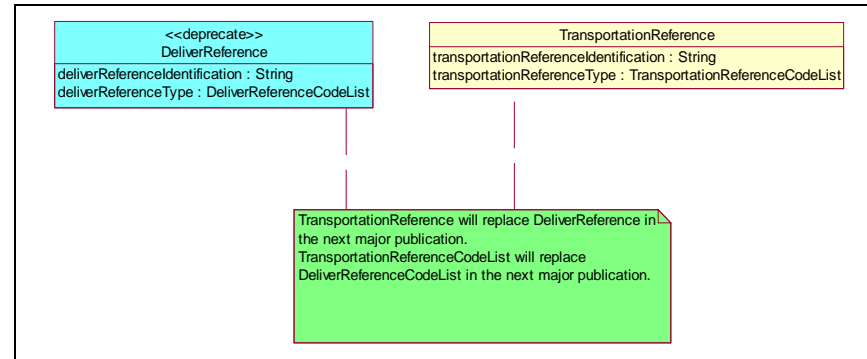 <<deprecate>>
DeliverReference
deliverReferenceIdentification : String
deliverReferenceType : DeliverReferenceCodeList
TransportationReference
transportationReferenceIdentification : String
transportationReferenceType : TransportationReferenceCodeList
TransportationReference will replace DeliverReference in
the next major publication.
TransportationReferenceCodeList will replace
DeliverReferenceCodeList in the next major publication.